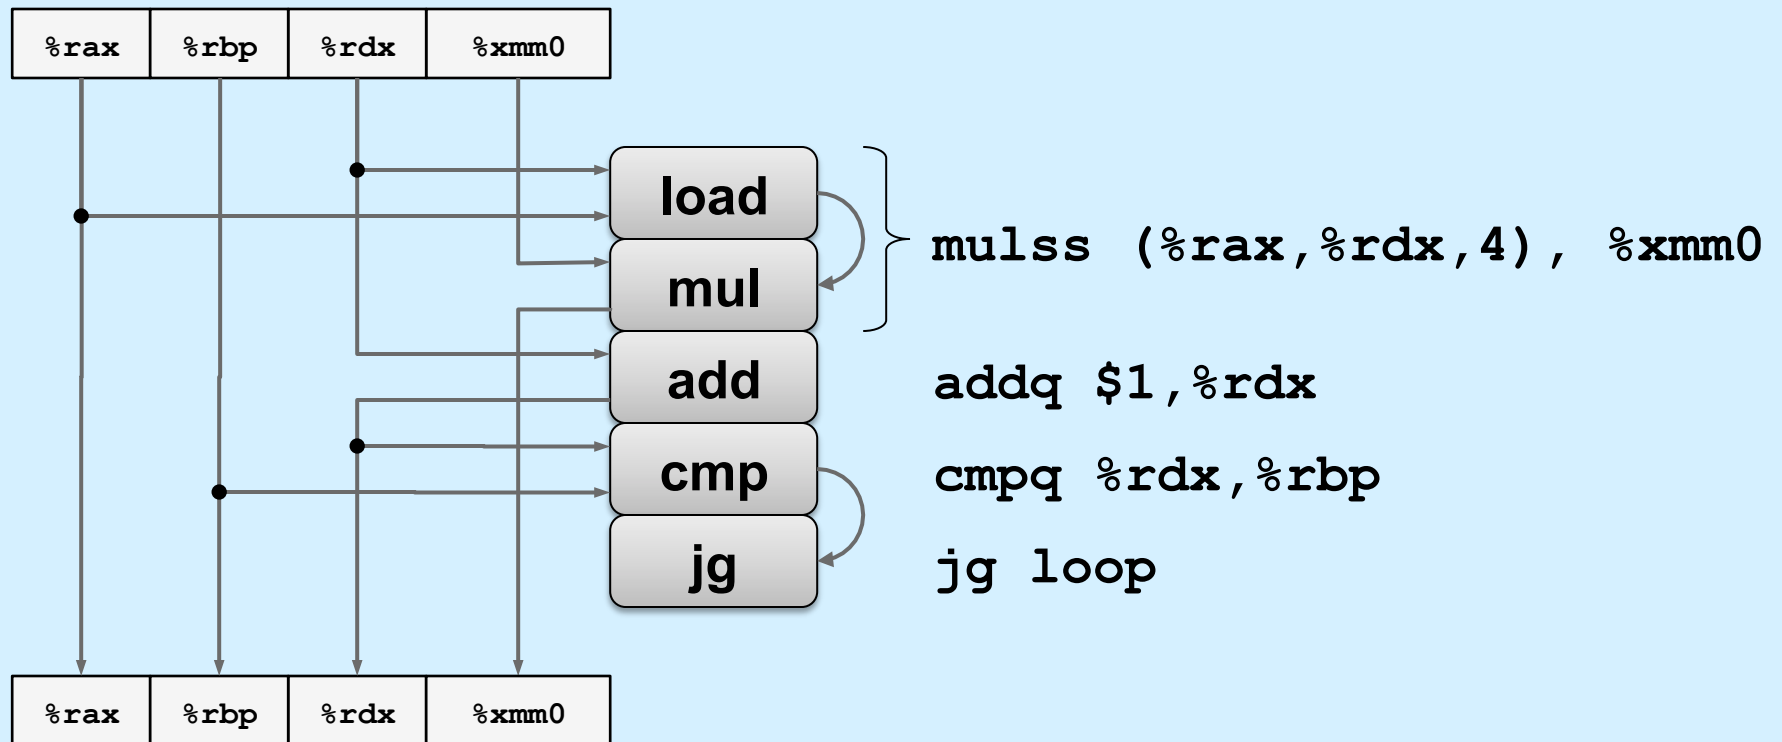 %rax %rbp %rdx %xmm0
load
mulss (%rax,%rdx,4), %xmm0
mul
add addq $1,%rdx
cmp cmpq %rdx,%rbp
jg jg loop
%rax %rbp %rdx %xmm0